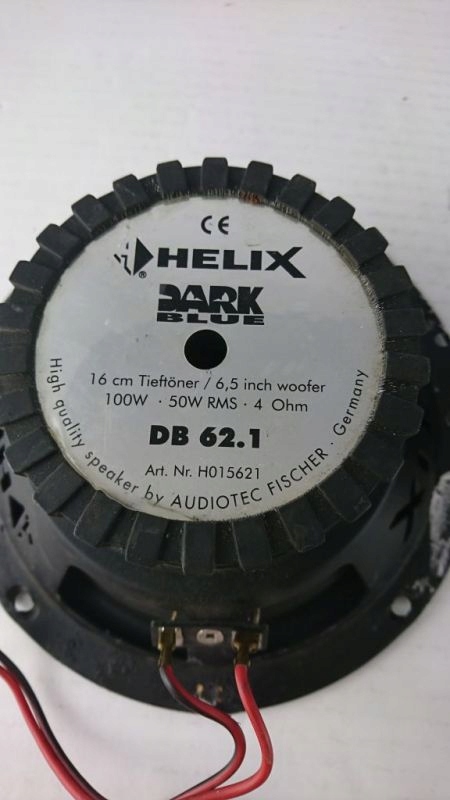 CE
HELIX
®
DARK
BLUE
16 cm Tieftöner / 6,5 inch woofer
100W · 50W RMS · 4 Ohm
DB 62.1
Art. Nr. H015621
High quality speaker by AUDIOTEC FISCHER · Germany